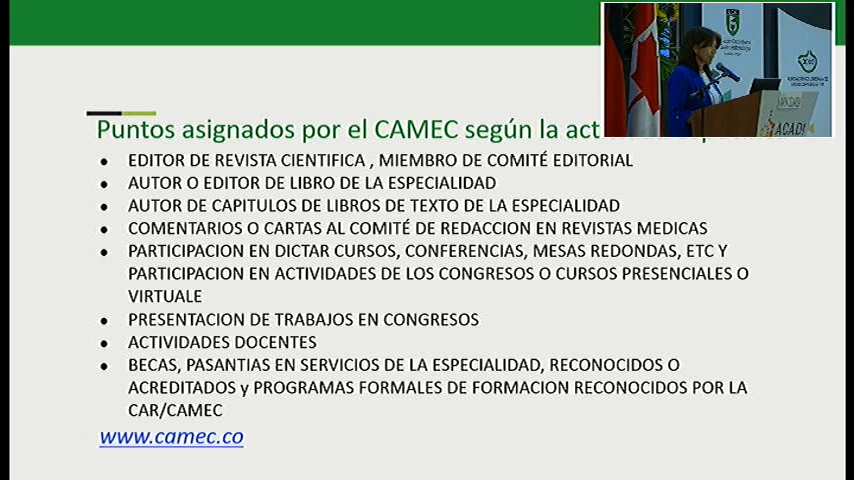 Puntos asignados por el CAMEC según la act
• EDITOR DE REVISTA CIENTIFICA , MIEMBRO DE COMITÉ EDITORIAL
• AUTOR O EDITOR DE LIBRO DE LA ESPECIALIDAD
• AUTOR DE CAPITULOS DE LIBROS DE TEXTO DE LA ESPECIALIDAD
• COMENTARIOS O CARTAS AL COMITÉ DE REDACCION EN REVISTAS MEDICAS
• PARTICIPACION EN DICTAR CURSOS, CONFERENCIAS, MESAS REDONDAS, ETC Y
PARTICIPACION EN ACTIVIDADES DE LOS CONGRESOS O CURSOS PRESENCIALES O
VIRTUALE
• PRESENTACION DE TRABAJOS EN CONGRESOS
• ACTIVIDADES DOCENTES
• BECAS, PASANTIAS EN SERVICIOS DE LA ESPECIALIDAD, RECONOCIDOS O
ACREDITADOS y PROGRAMAS FORMALES DE FORMACION RECONOCIDOS POR LA
CAR/CAMEC
www.camec.co
ACADI